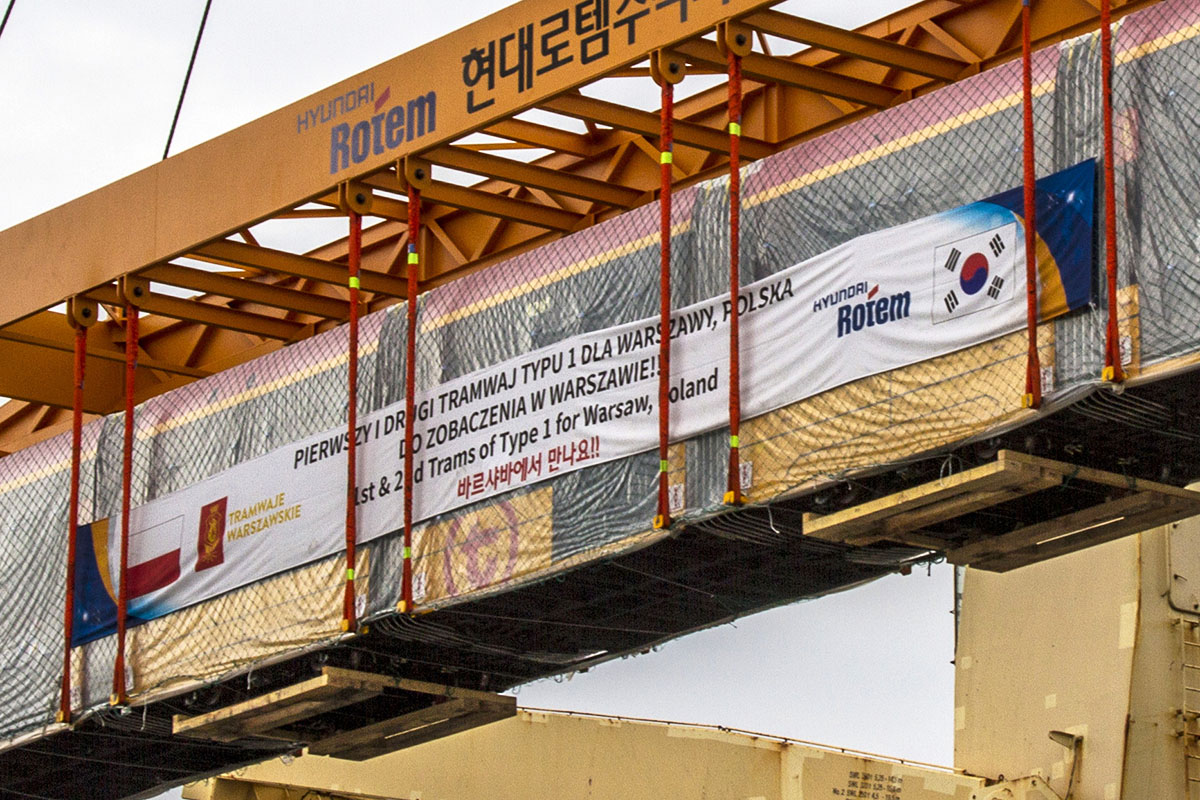 HYUNDAI
Rotem
현대로템
PIERWSZY I DRUGI TRAMWAJ TYPU 1 DLA WARSZAWY, POLSKA
DO ZOBACZENIA W WARSZAWIE!!
1st & 2nd Trams of Type 1 for Warsaw, Poland
바르샤바에서 만나요!!
TRAMWAJE
WARSZAWSKIE
HYUNDAI
Rotem